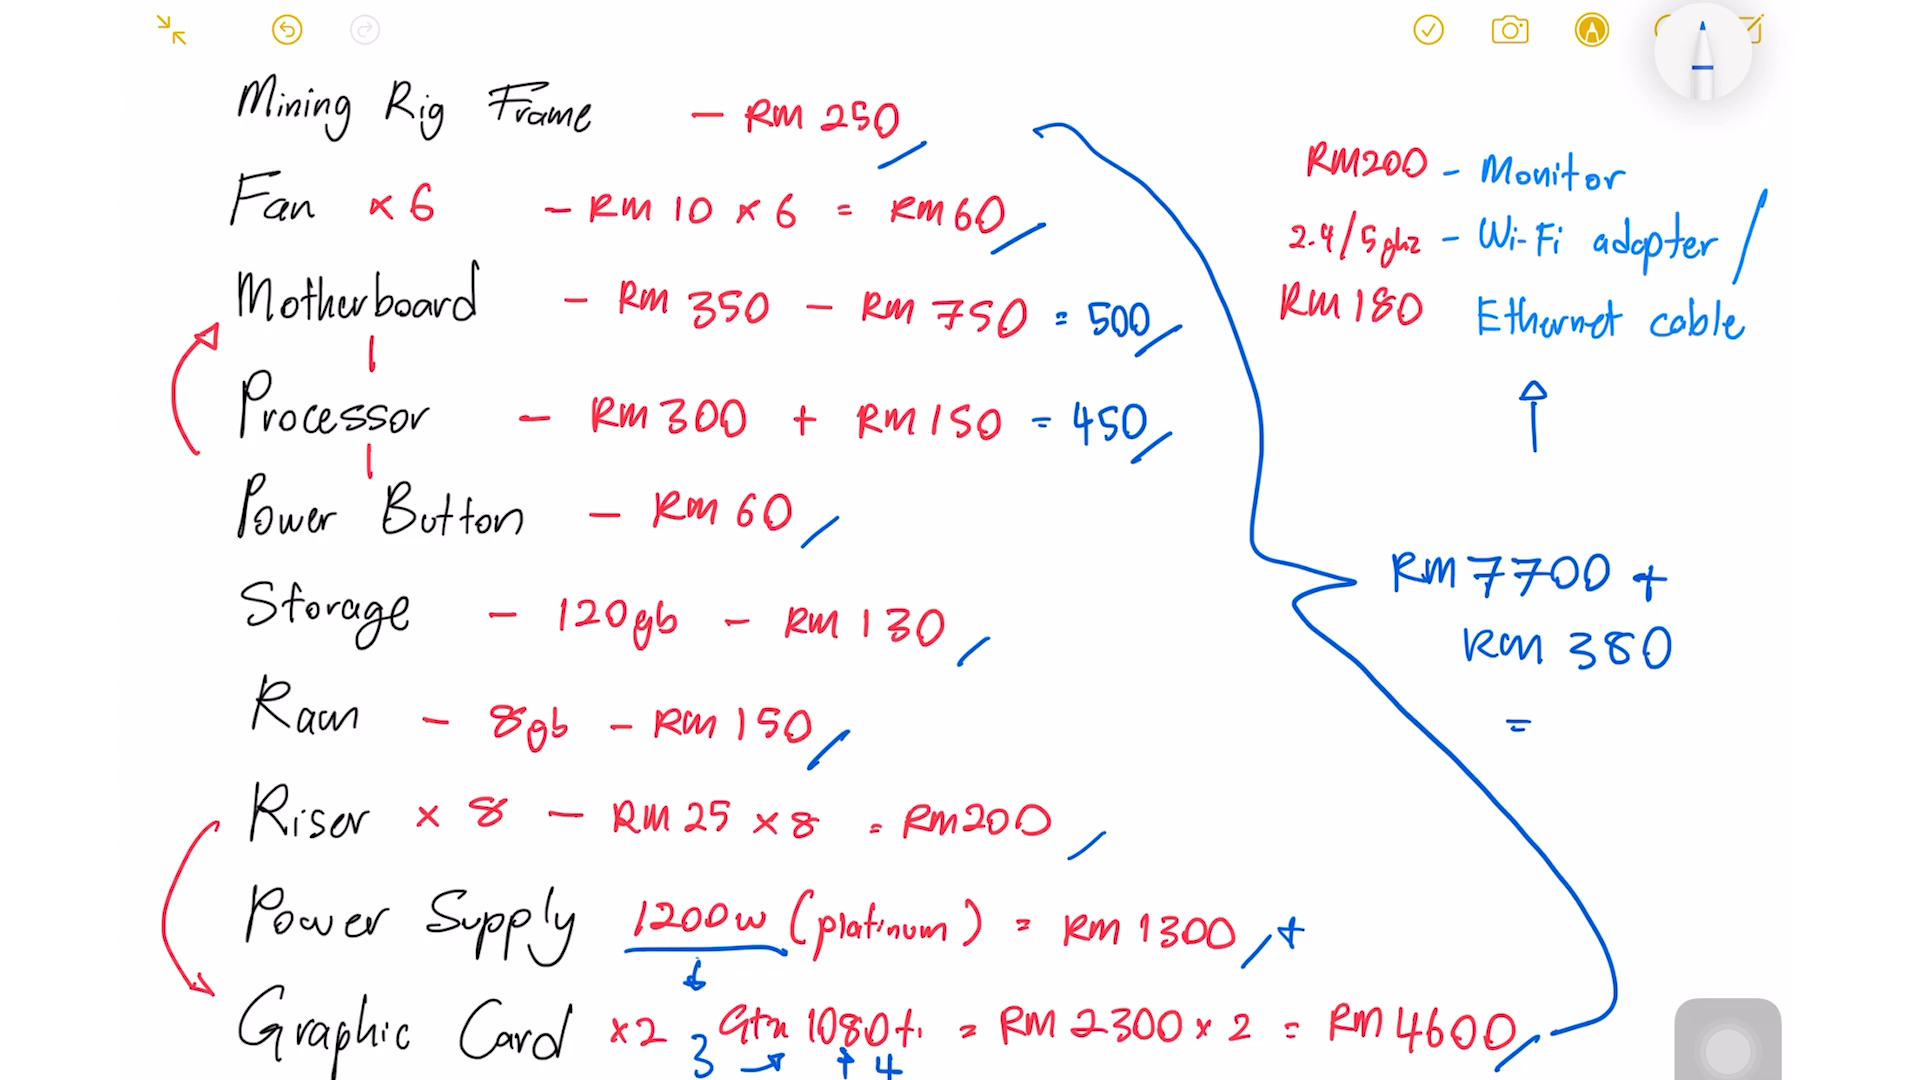 Mining Rig Frame - RM 250
Fan x 6 - RM 10 x 6 = RM 60
Motherboard - RM 350 - RM 750 = 500
Processor - RM 300 + RM 150 = 450
Power Button - RM 60
Storage - 120gb - RM 130
Ram - 8gb - RM 150
Riser x 8 - RM 25 x 8 = RM 200
Power Supply 1200w (platinum) = RM 1300 +
Graphic Card x2 Gtx 1080ti = RM 2300 x 2 = RM 4600
3 4
RM200 - Monitor
2.4/5ghz - Wi-Fi adapter
RM 180 Ethernet cable
RM 7700 +
RM 380
=